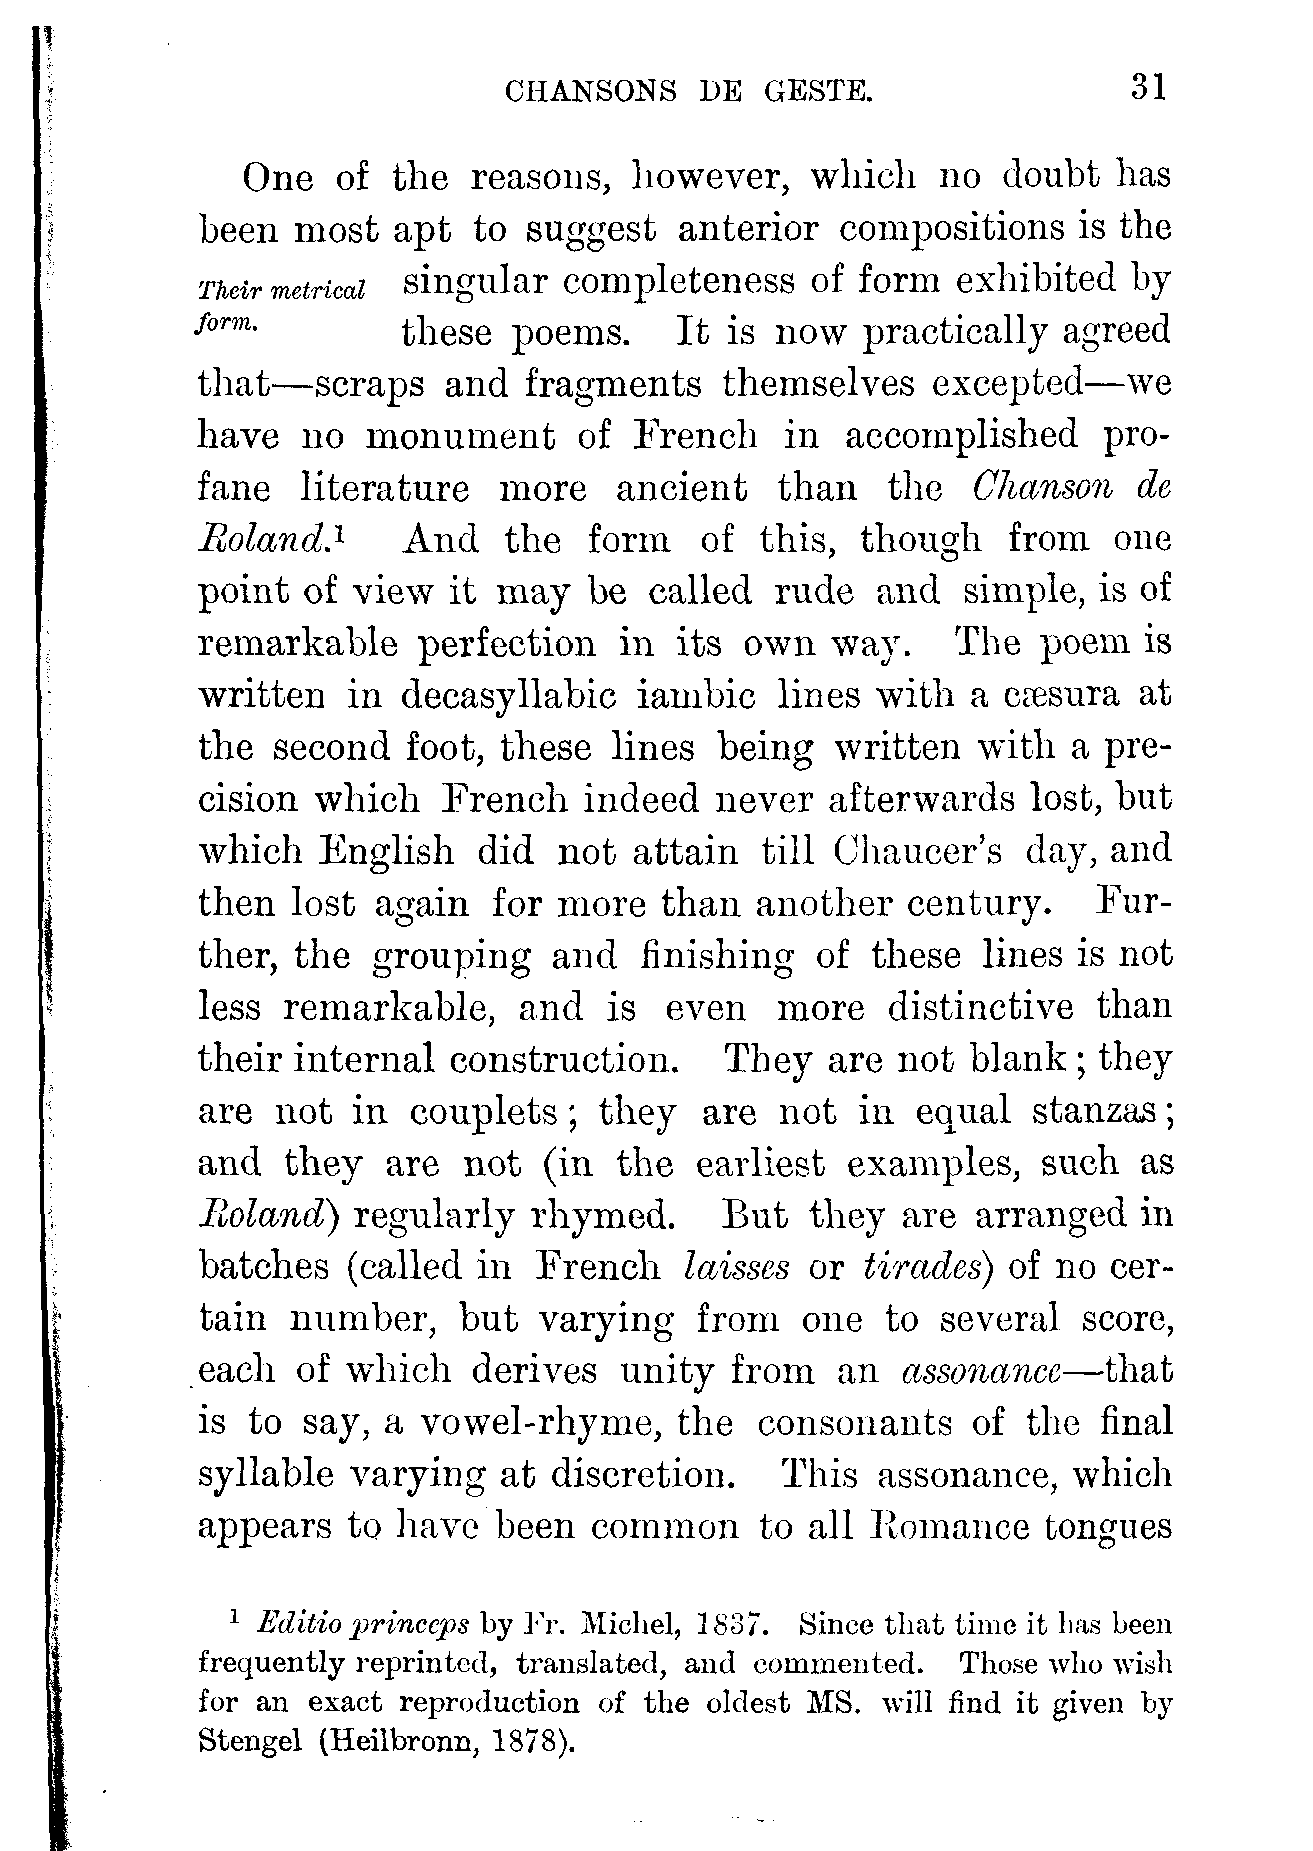 CHANSONS DE GESTE. 31
One of the reasons, however, which no doubt has
been most apt to suggest anterior compositions is the
Their metrical
form.
singular completeness of form exhibited by
these poems. It is now practically agreed
that—scraps and fragments themselves excepted—we
have no monument of French in accomplished pro-
fane literature more ancient than the Chanson de
Roland.¹ And the form of this, though from one
point of view it may be called rude and simple, is of
remarkable perfection in its own way. The poem is
written in decasyllabic iambic lines with a cæsura at
the second foot, these lines being written with a pre-
cision which French indeed never afterwards lost, but
which English did not attain till Chaucer's day, and
then lost again for more than another century. Fur-
ther, the grouping and finishing of these lines is not
less remarkable, and is even more distinctive than
their internal construction. They are not blank; they
are not in couplets; they are not in equal stanzas;
and they are not (in the earliest examples, such as
Roland) regularly rhymed. But they are arranged in
batches (called in French laisses or tirades) of no cer-
tain number, but varying from one to several score,
each of which derives unity from an assonance—that
is to say, a vowel-rhyme, the consonants of the final
syllable varying at discretion. This assonance, which
appears to have been common to all Romance tongues
¹ Editio princeps by Fr. Michel, 1837. Since that time it has been
frequently reprinted, translated, and commented. Those who wish
for an exact reproduction of the oldest MS. will find it given by
Stengel (Heilbronn, 1878).